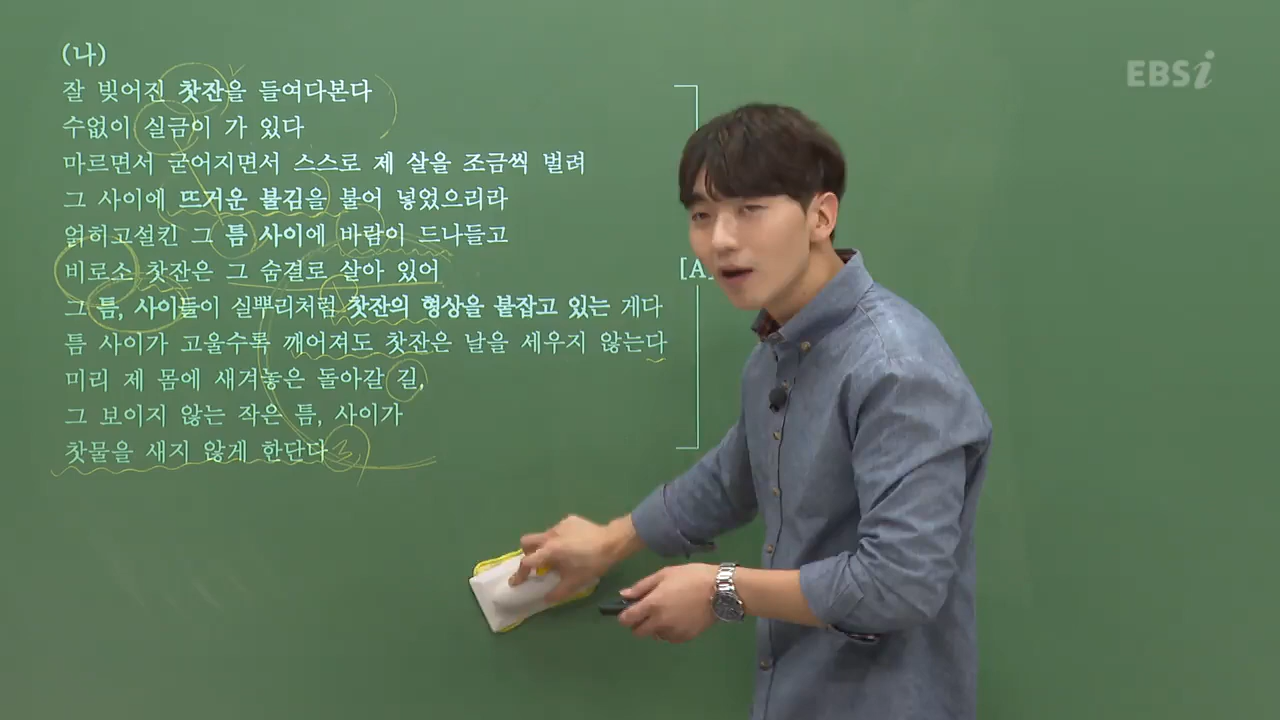 (나)
잘 빚어진 찻잔을 들여다본다
수없이 실금이 가 있다
마르면서 굳어지면서 스스로 제 살을 조금씩 벌려
그 사이에 뜨거운 불김을 불어 넣었으리라
얽히고설킨 그 틈 사이에 바람이 드나들고
비로소 찻잔은 그 숨결로 살아 있어
그 틈, 사이들이 실뿌리처럼 찻잔의 형상을 붙잡고 있는 게다
틈 사이가 고울수록 깨어져도 찻잔은 날을 세우지 않는다
미리 제 몸에 새겨놓은 돌아갈 길,
그 보이지 않는 작은 틈, 사이가
찻물을 새지 않게 한단다
[A]
EBSi